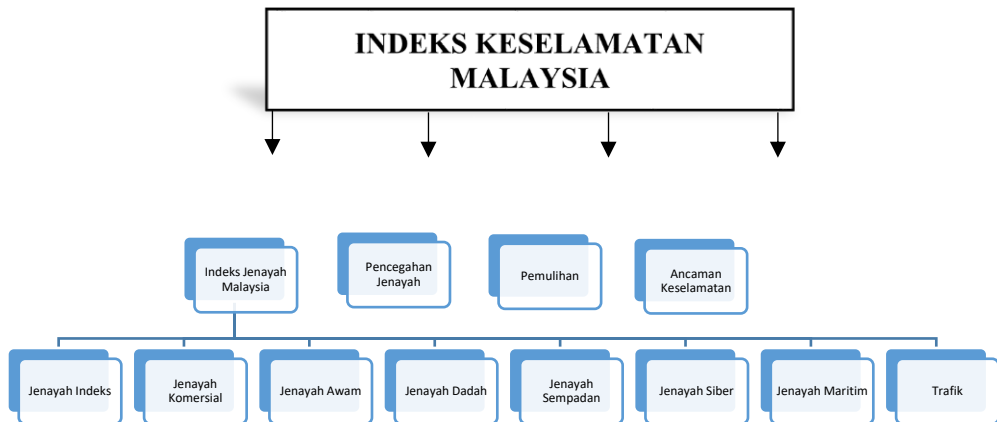 INDEKS KESELAMATAN
MALAYSIA
Indeks Jenayah
Malaysia
Pencegahan
Jenayah
Pemulihan
Ancaman
Keselamatan
Jenayah Indeks
Jenayah
Komersial
Jenayah Awam
Jenayah Dadah
Jenayah
Sempadan
Jenayah Siber
Jenayah Maritim
Trafik